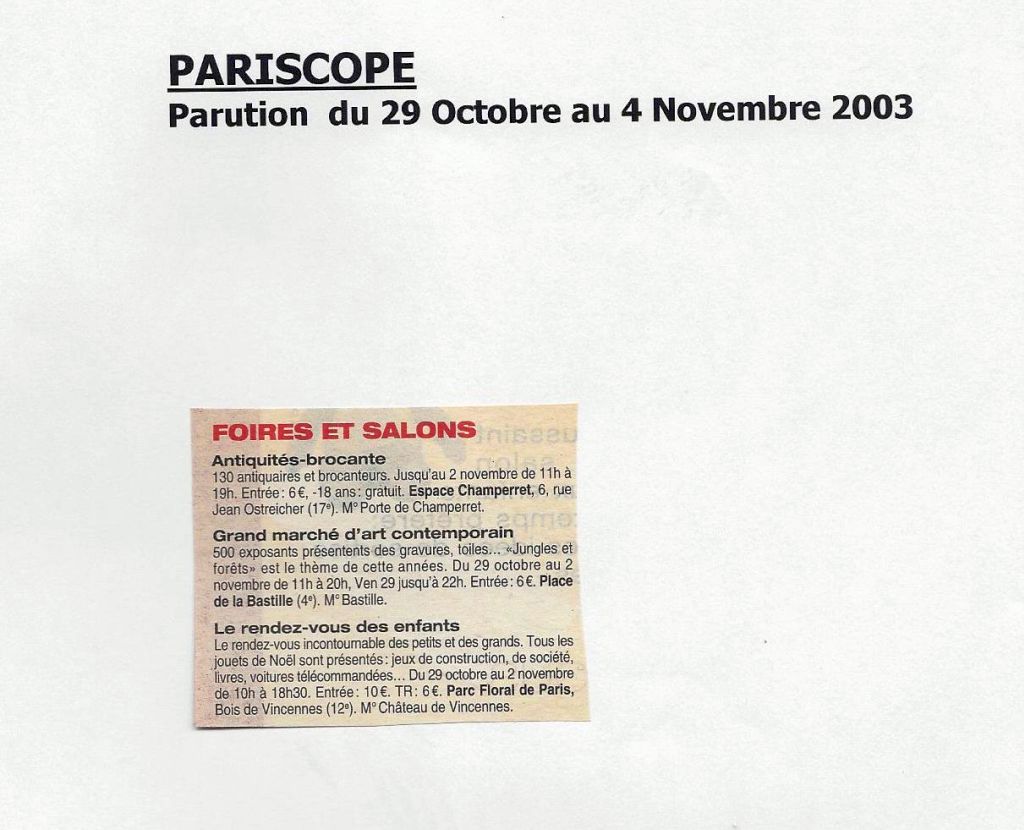 PARISCOPE
Parution du 29 Octobre au 4 Novembre 2003
FOIRES ET SALONS
Antiquités-brocante
130 antiquaires et brocanteurs. Jusqu'au 2 novembre de 11h à
19h. Entrée : 6 €, -18 ans : gratuit. Espace Champerret, 6, rue
Jean Ostreicher (17e). M° Porte de Champerret.
Grand marché d'art contemporain
500 exposants présentents des gravures, toiles... «Jungles et
forêts» est le thème de cette années. Du 29 octobre au 2
novembre de 11h à 20h, Ven 29 jusqu'à 22h. Entrée : 6 €. Place
de la Bastille (4e). M° Bastille.
Le rendez-vous des enfants
Le rendez-vous incontournable des petits et des grands. Tous les
jouets de Noël sont présentés : jeux de construction, de société,
livres, voitures télécommandées... Du 29 octobre au 2 novembre
de 10h à 18h30. Entrée : 10 €. TR : 6 €. Parc Floral de Paris,
Bois de Vincennes (12e). M° Château de Vincennes.